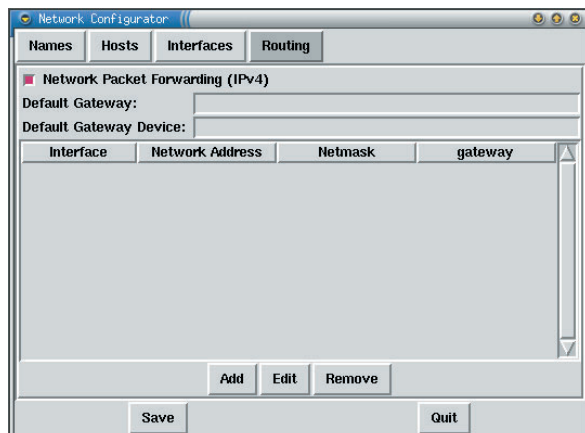 Network Configurator
Names Hosts Interfaces Routing
Network Packet Forwarding (IPv4)
Default Gateway:
Default Gateway Device:
Interface Network Address Netmask gateway
Add Edit Remove
Save Quit